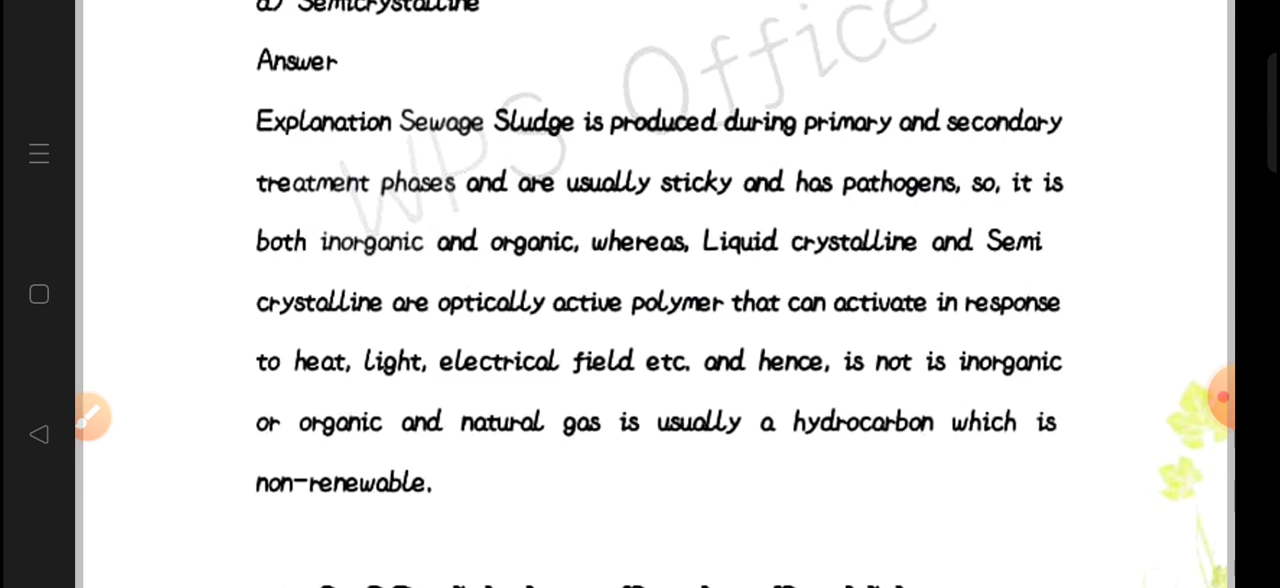 d) Semicrystalline
Answer
Explanation Sewage Sludge is produced during primary and secondary
treatment phases and are usually sticky and has pathogens, so, it is
both inorganic and organic, whereas, Liquid crystalline and Semi
crystalline are optically active polymer that can activate in response
to heat, light, electrical field etc. and hence, is not is inorganic
or organic and natural gas is usually a hydrocarbon which is
non-renewable.
WPS Office